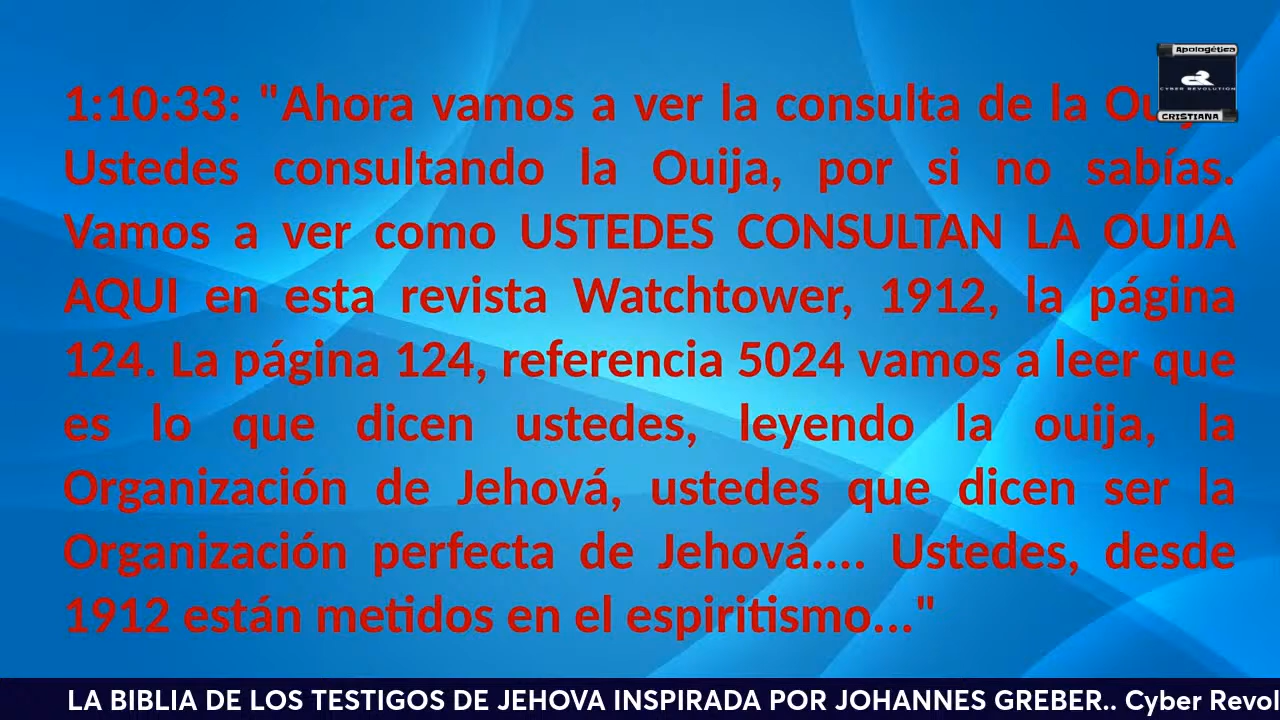 Apologética
CYBER REVOLUTION
CRISTIANA
1:10:33: "Ahora vamos a ver la consulta de la
Ustedes consultando la Ouija, por si no sabías.
Vamos a ver como USTEDES CONSULTAN LA OUIJA
AQUI en esta revista Watchtower, 1912, la página
124. La página 124, referencia 5024 vamos a leer que
es lo que dicen ustedes, leyendo la ouija, la
Organización de Jehová, ustedes que dicen ser la
Organización perfecta de Jehová.... Ustedes, desde
1912 están metidos en el espiritismo..."
LA BIBLIA DE LOS TESTIGOS DE JEHOVA INSPIRADA POR JOHANNES GREBER.. Cyber Revol